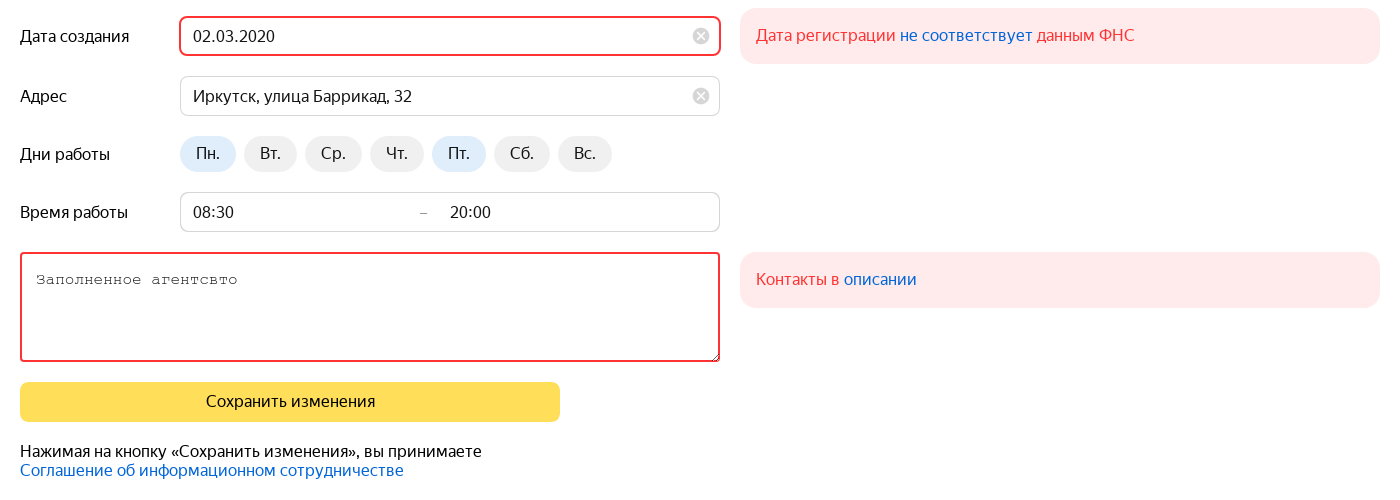 Дата создания 02.03.2020 Дата регистрации не соответствует данным ФНС
Адрес Иркутск, улица Баррикад, 32
Дни работы Пн. Вт. Ср. Чт. Пт. Сб. Вс.
Время работы 08:30 – 20:00
Заполненное агентсвто Контакты в описании
Сохранить изменения
Нажимая на кнопку «Сохранить изменения», вы принимаете
Соглашение об информационном сотрудничестве